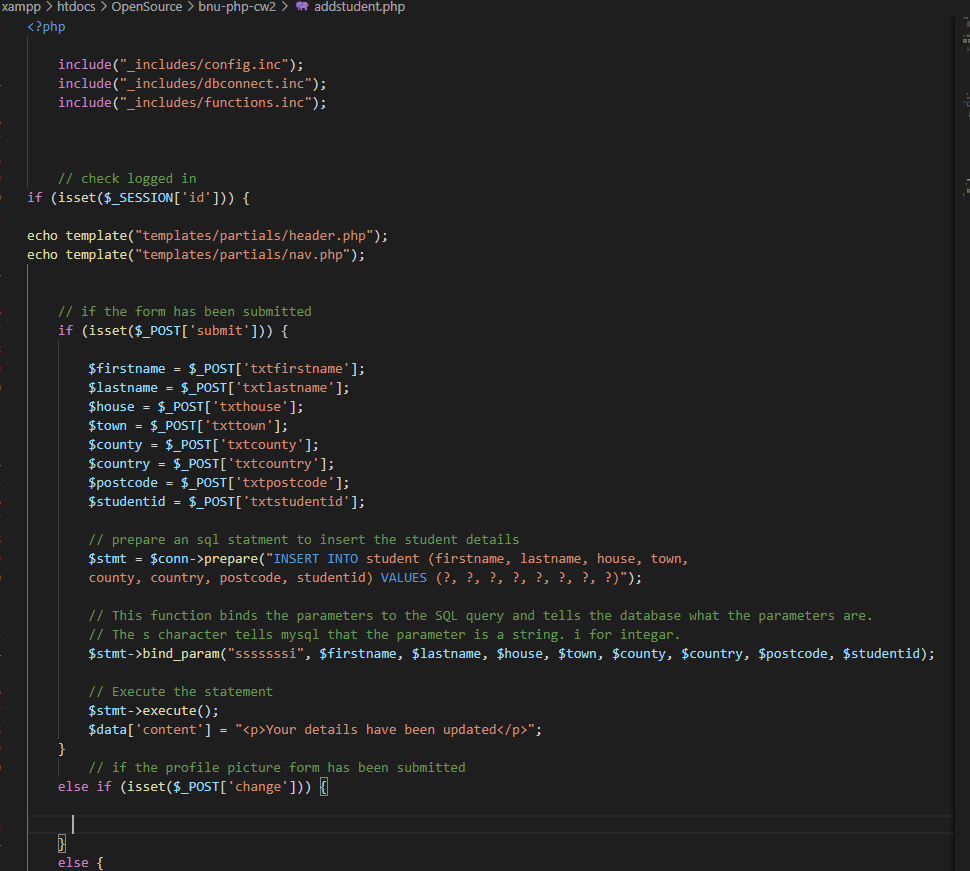 xampp > htdocs > OpenSource > bnu-php-cw2 > addstudent.php
<?php
include("_includes/config.inc");
include("_includes/dbconnect.inc");
include("_includes/functions.inc");
// check logged in
if (isset($_SESSION['id'])) {
echo template("templates/partials/header.php");
echo template("templates/partials/nav.php");
// if the form has been submitted
if (isset($_POST['submit'])) {
$firstname = $_POST['txtfirstname'];
$lastname = $_POST['txtlastname'];
$house = $_POST['txthouse'];
$town = $_POST['txttown'];
$county = $_POST['txtcounty'];
$country = $_POST['txtcountry'];
$postcode = $_POST['txtpostcode'];
$studentid = $_POST['txtstudentid'];
// prepare an sql statment to insert the student details
$stmt = $conn->prepare("INSERT INTO student (firstname, lastname, house, town,
county, country, postcode, studentid) VALUES (?, ?, ?, ?, ?, ?, ?, ?)");
// This function binds the parameters to the SQL query and tells the database what the parameters are.
// The s character tells mysql that the parameter is a string. i for integar.
$stmt->bind_param("sssssssi", $firstname, $lastname, $house, $town, $county, $country, $postcode, $studentid);
// Execute the statement
$stmt->execute();
$data['content'] = "<p>Your details have been updated</p>";
}
// if the profile picture form has been submitted
else if (isset($_POST['change'])) {
}
else {